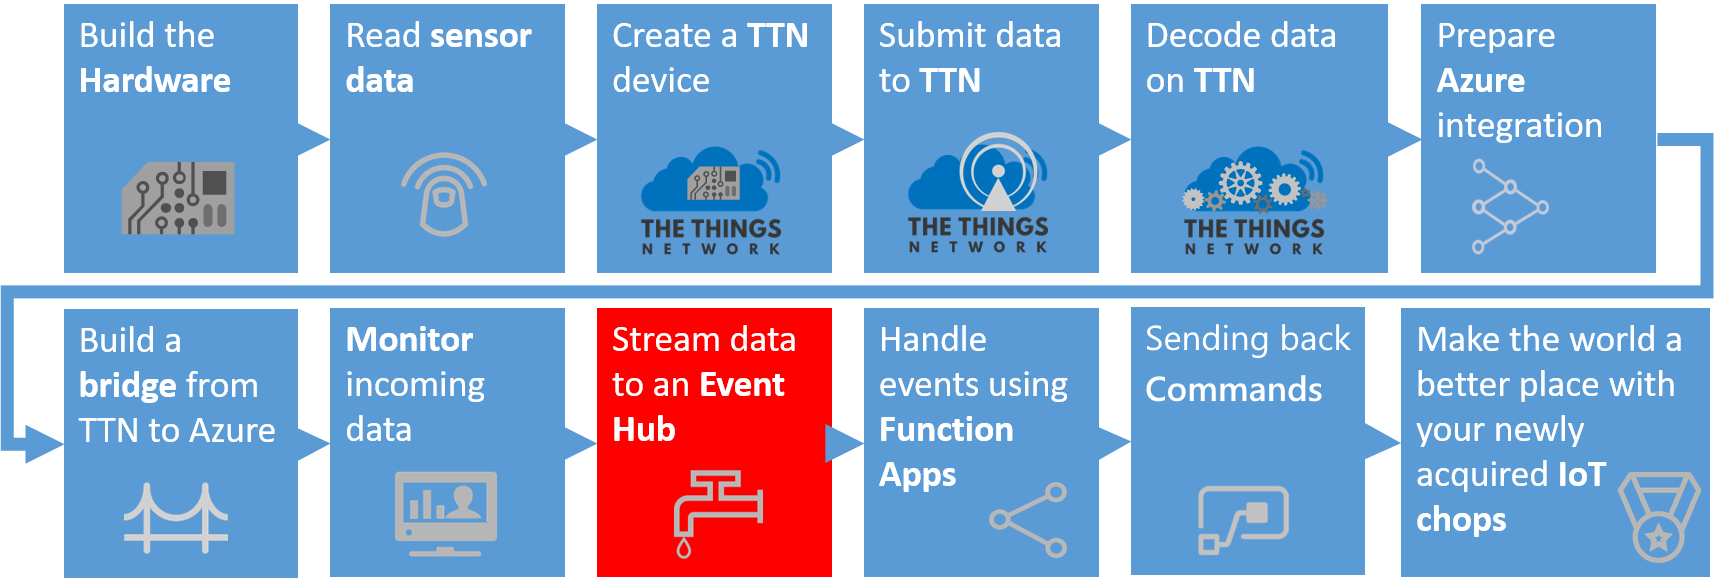 Build the
Hardware
Read sensor
data
Create a TTN
device
THE THINGS
NETWORK
Submit data
to TTN
THE THINGS
NETWORK
Decode data
on TTN
THE THINGS
NETWORK
Prepare
Azure
integration
Build a
bridge from
TTN to Azure
Monitor
incoming
data
Stream data
to an Event
Hub
Handle
events using
Function
Apps
Sending back
Commands
Make the world a
better place with
your newly
acquired IoT
chops